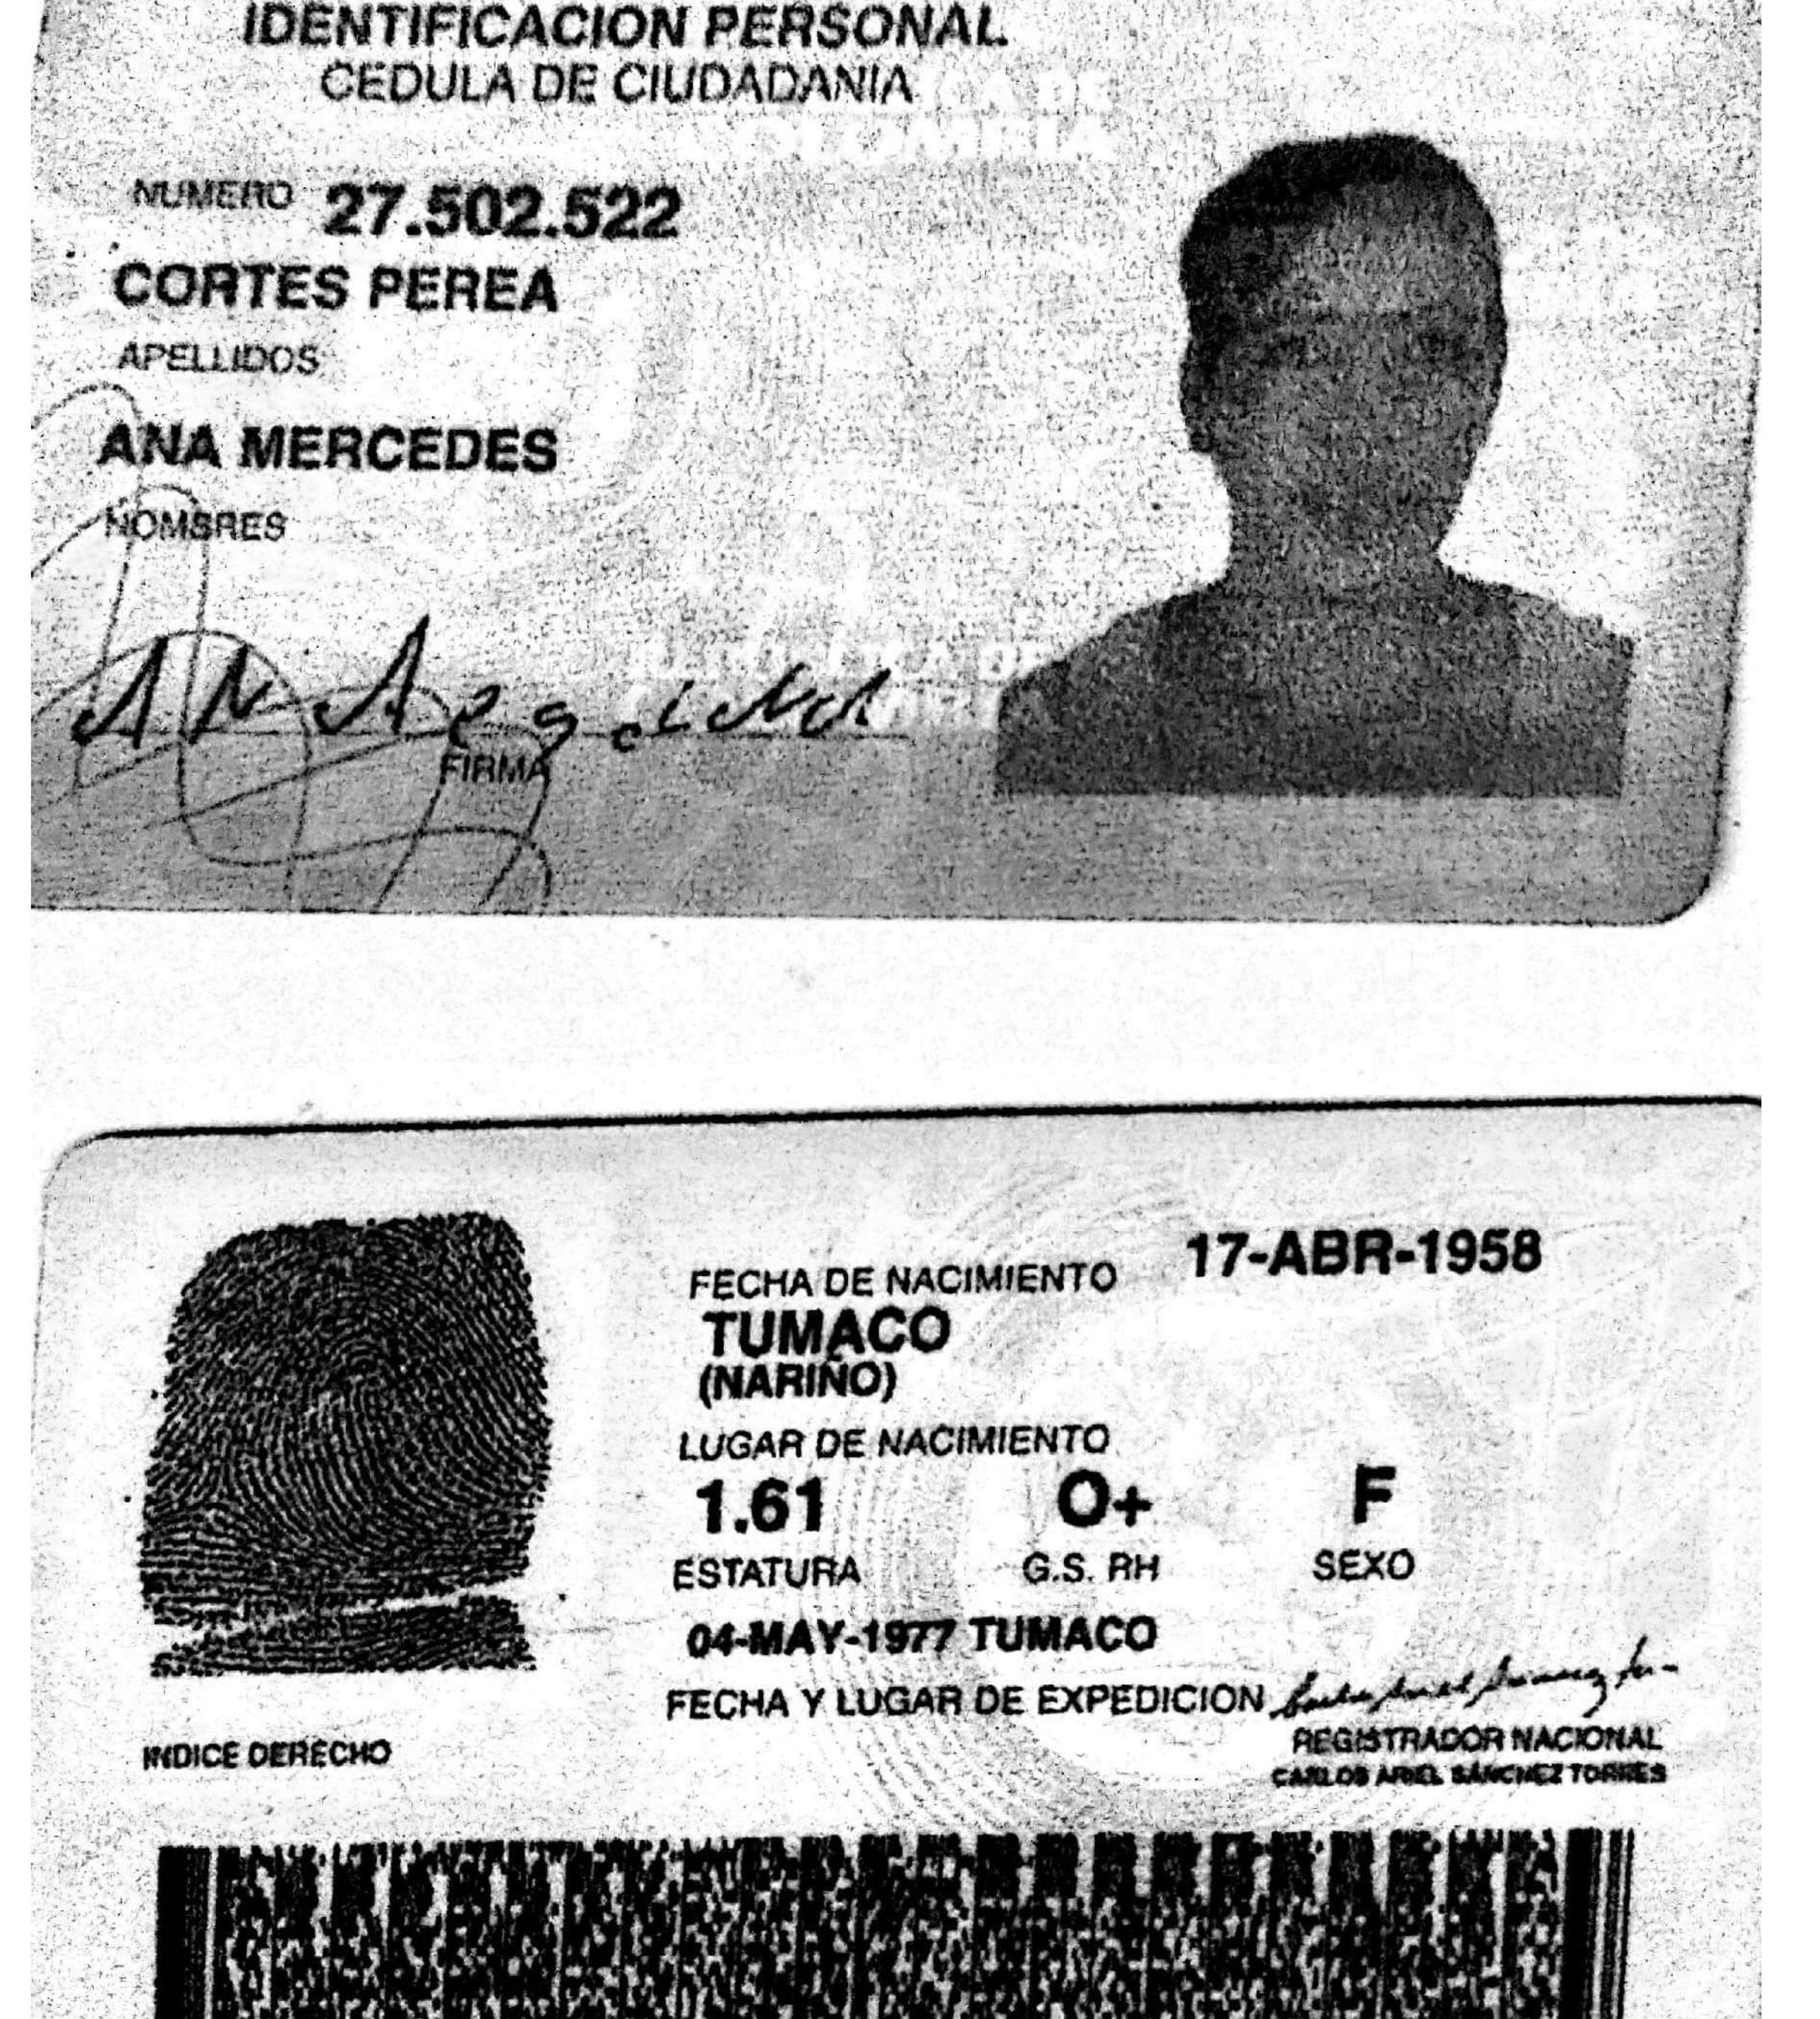 IDENTIFICACION PERSONAL
CEDULA DE CIUDADANIA
NUMERO 27.502.522
CORTES PEREA
APELLIDOS
ANA MERCEDES
NOMBRES
FIRMA
17-ABR-1958
FECHA DE NACIMIENTO
TUMACO
(NARIÑO)
LUGAR DE NACIMIENTO
1.61 O+ F
ESTATURA G.S. RH SEXO
04-MAY-1977 TUMACO
FECHA Y LUGAR DE EXPEDICION
INDICE DERECHO
REGISTRADOR NACIONAL
CARLOS ARIEL SÁNCHEZ TORRES